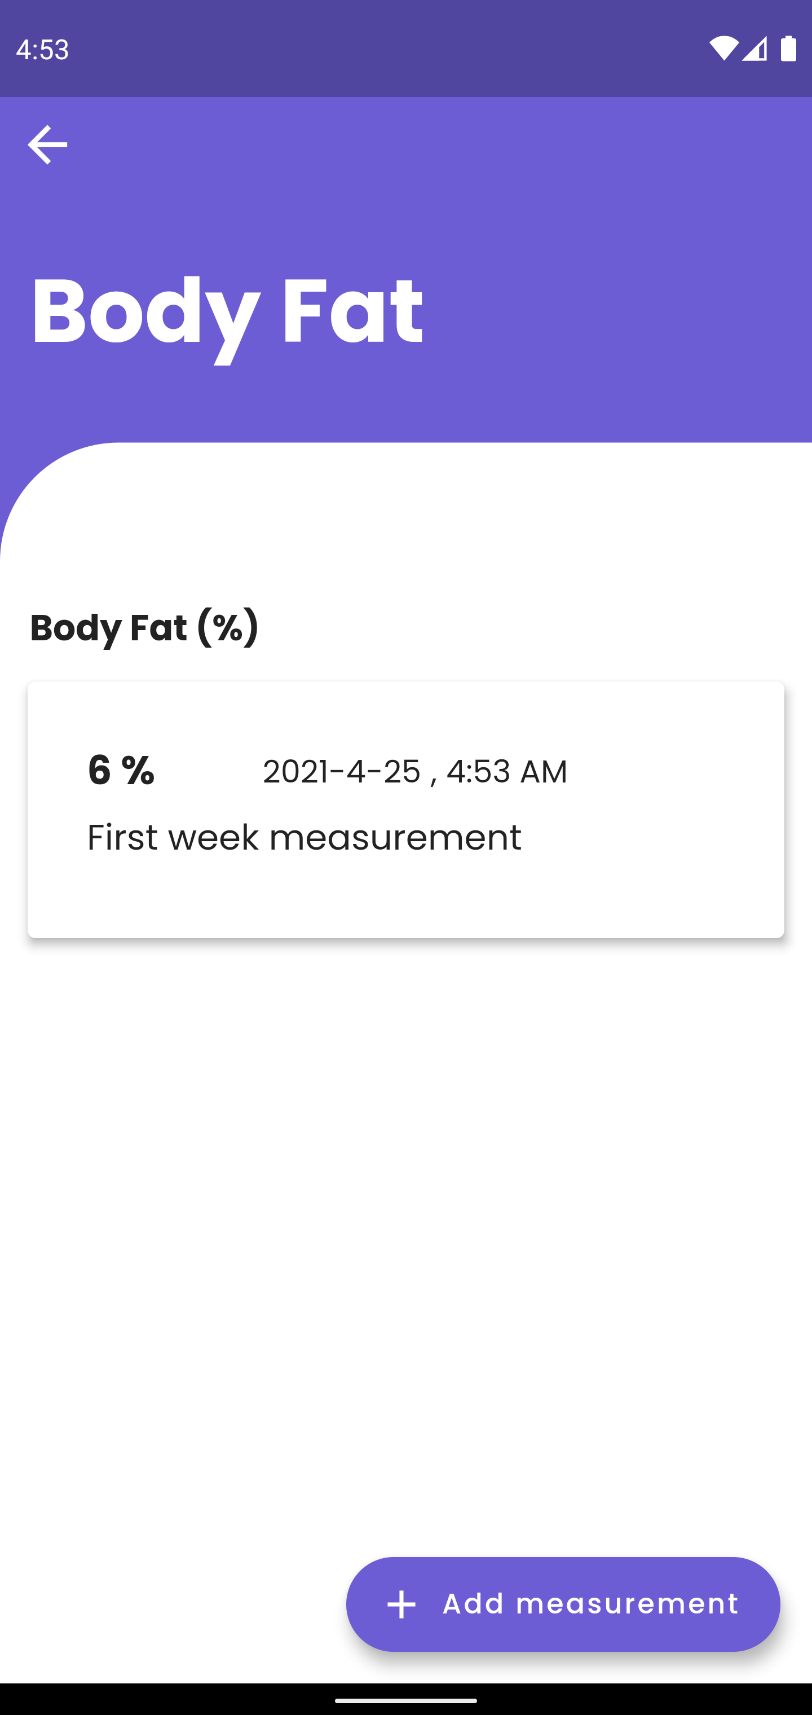 4:53
Body Fat
Body Fat (%)
6 % 2021-4-25 , 4:53 AM
First week measurement
Add measurement